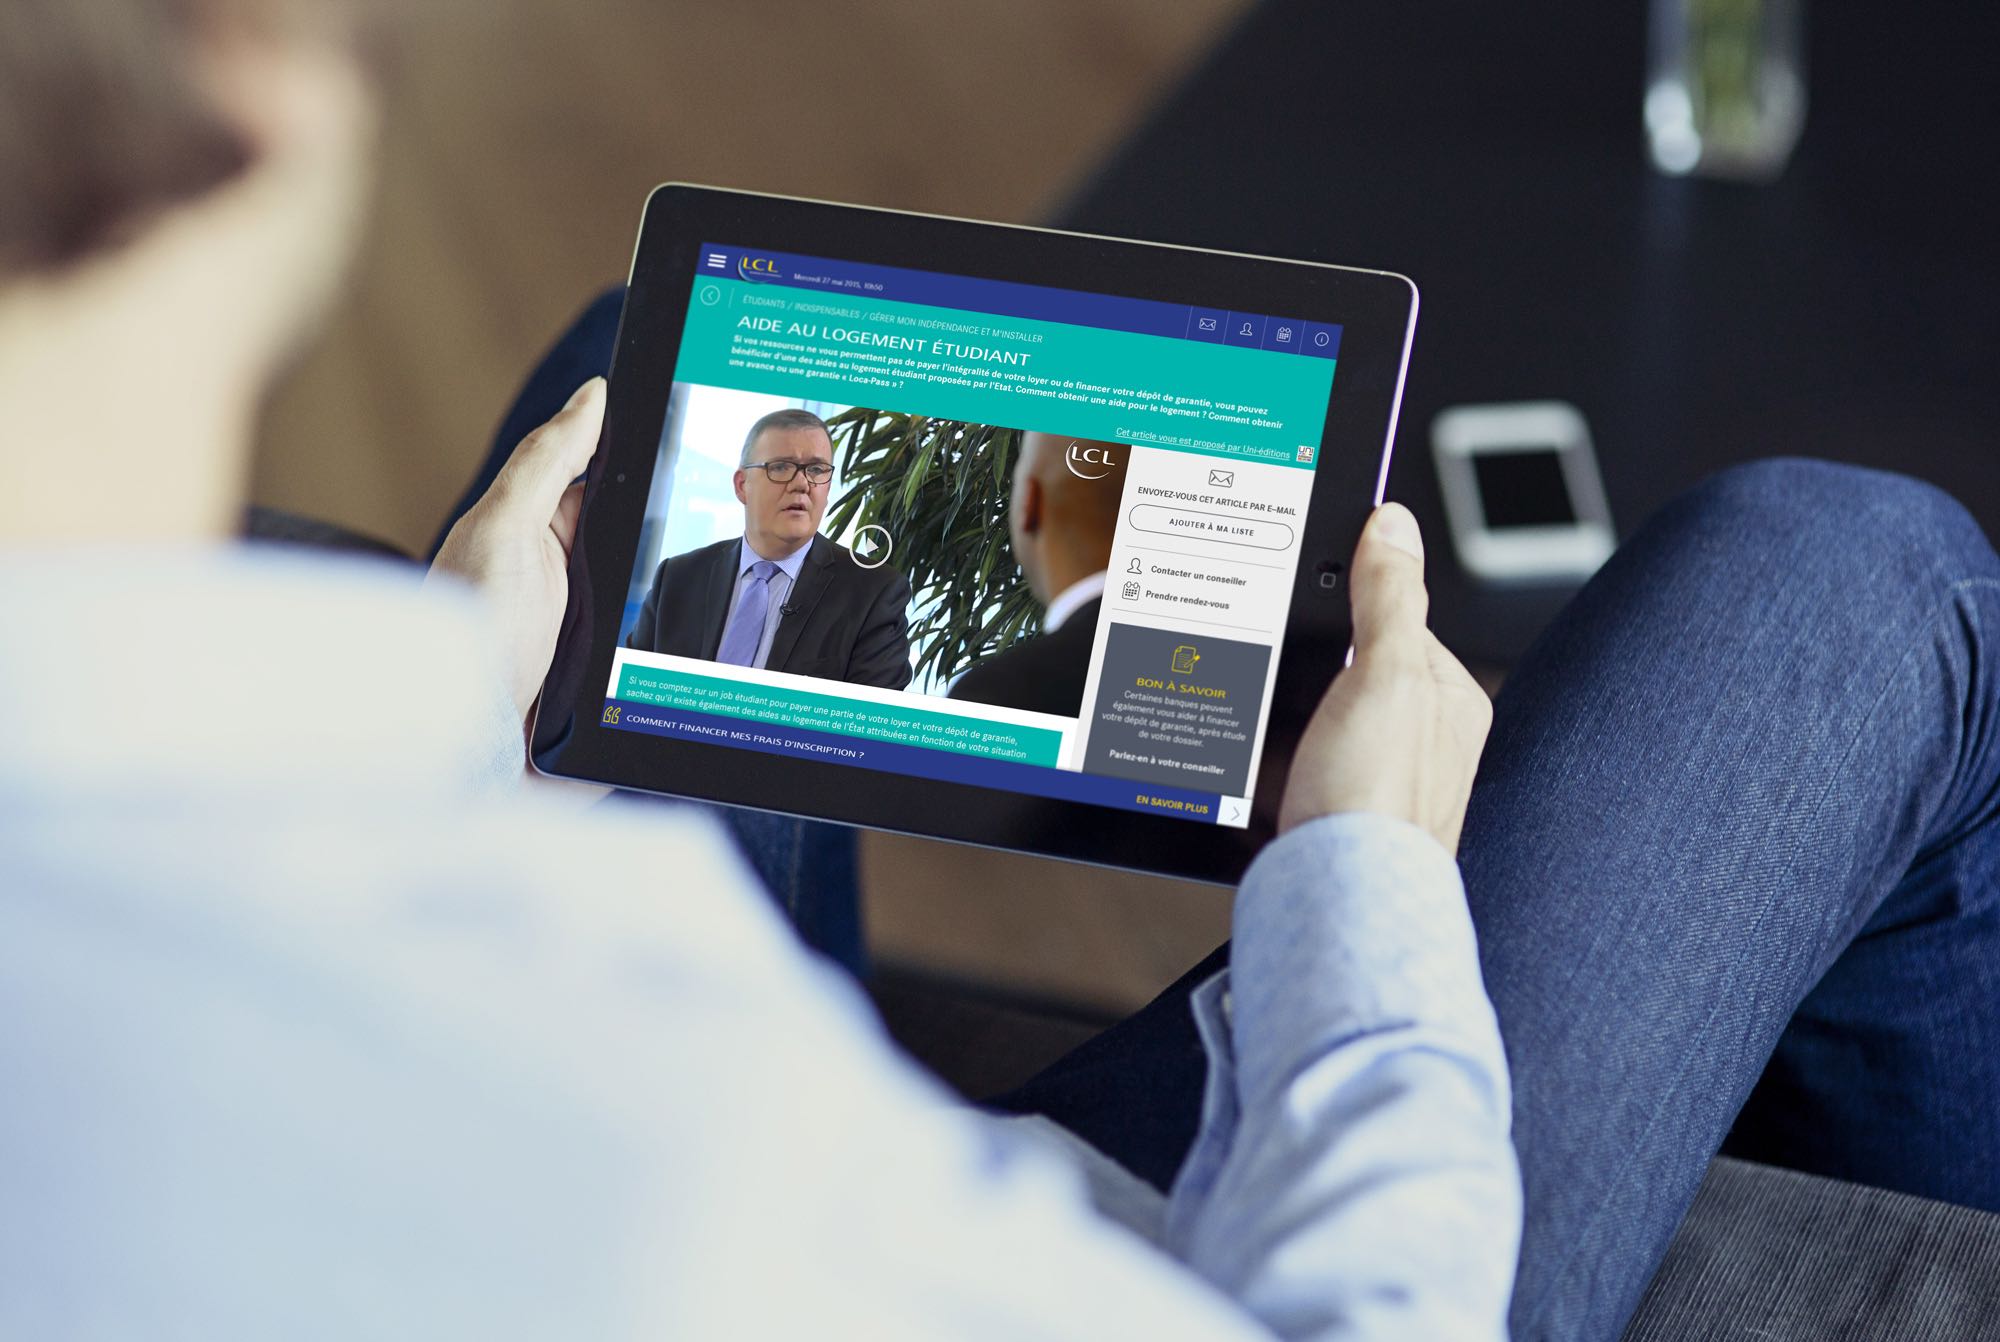 LCL
Mercredi 27 mai 2015, 10h50
ÉTUDIANTS / INDISPENSABLES / GÉRER MON INDÉPENDANCE ET M'INSTALLER
AIDE AU LOGEMENT ÉTUDIANT
Si vos ressources ne vous permettent pas de payer l'intégralité de votre loyer ou de financer votre dépôt de garantie, vous pouvez
bénéficier d'une des aides au logement étudiant proposées par l'Etat. Comment obtenir une aide pour le logement ? Comment obtenir
une avance ou une garantie « Loca-Pass » ?
Cet article vous est proposé par Uni-éditions
uni
LCL
ENVOYEZ-VOUS CET ARTICLE PAR E-MAIL
AJOUTER À MA LISTE
Contacter un conseiller
Prendre rendez-vous
BON À SAVOIR
Certaines banques peuvent
également vous aider à financer
votre dépôt de garantie, après étude
de votre dossier.
Parlez-en à votre conseiller
Si vous comptez sur un job étudiant pour payer une partie de votre loyer et votre dépôt de garantie,
sachez qu'il existe également des aides au logement de l'État attribuées en fonction de votre situation
COMMENT FINANCER MES FRAIS D'INSCRIPTION ?
EN SAVOIR PLUS